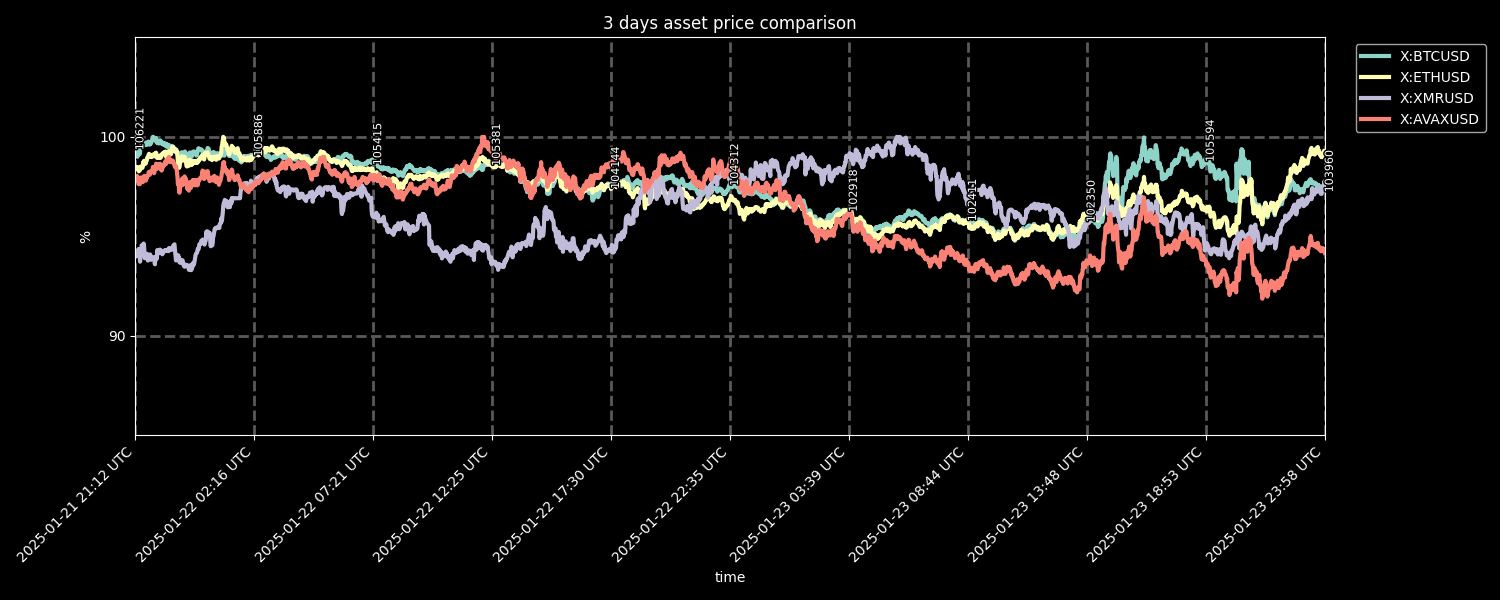 3 days asset price comparison
X:BTCUSD
X:ETHUSD
X:XMRUSD
X:AVAXUSD
%
100
90
106221
105886
105415
105381
104144
104312
102918
102411
102350
105594
103960
2025-01-21 21:12 UTC
2025-01-22 02:16 UTC
2025-01-22 07:21 UTC
2025-01-22 12:25 UTC
2025-01-22 17:30 UTC
2025-01-22 22:35 UTC
2025-01-23 03:39 UTC
2025-01-23 08:44 UTC
2025-01-23 13:48 UTC
2025-01-23 18:53 UTC
2025-01-23 23:58 UTC
time